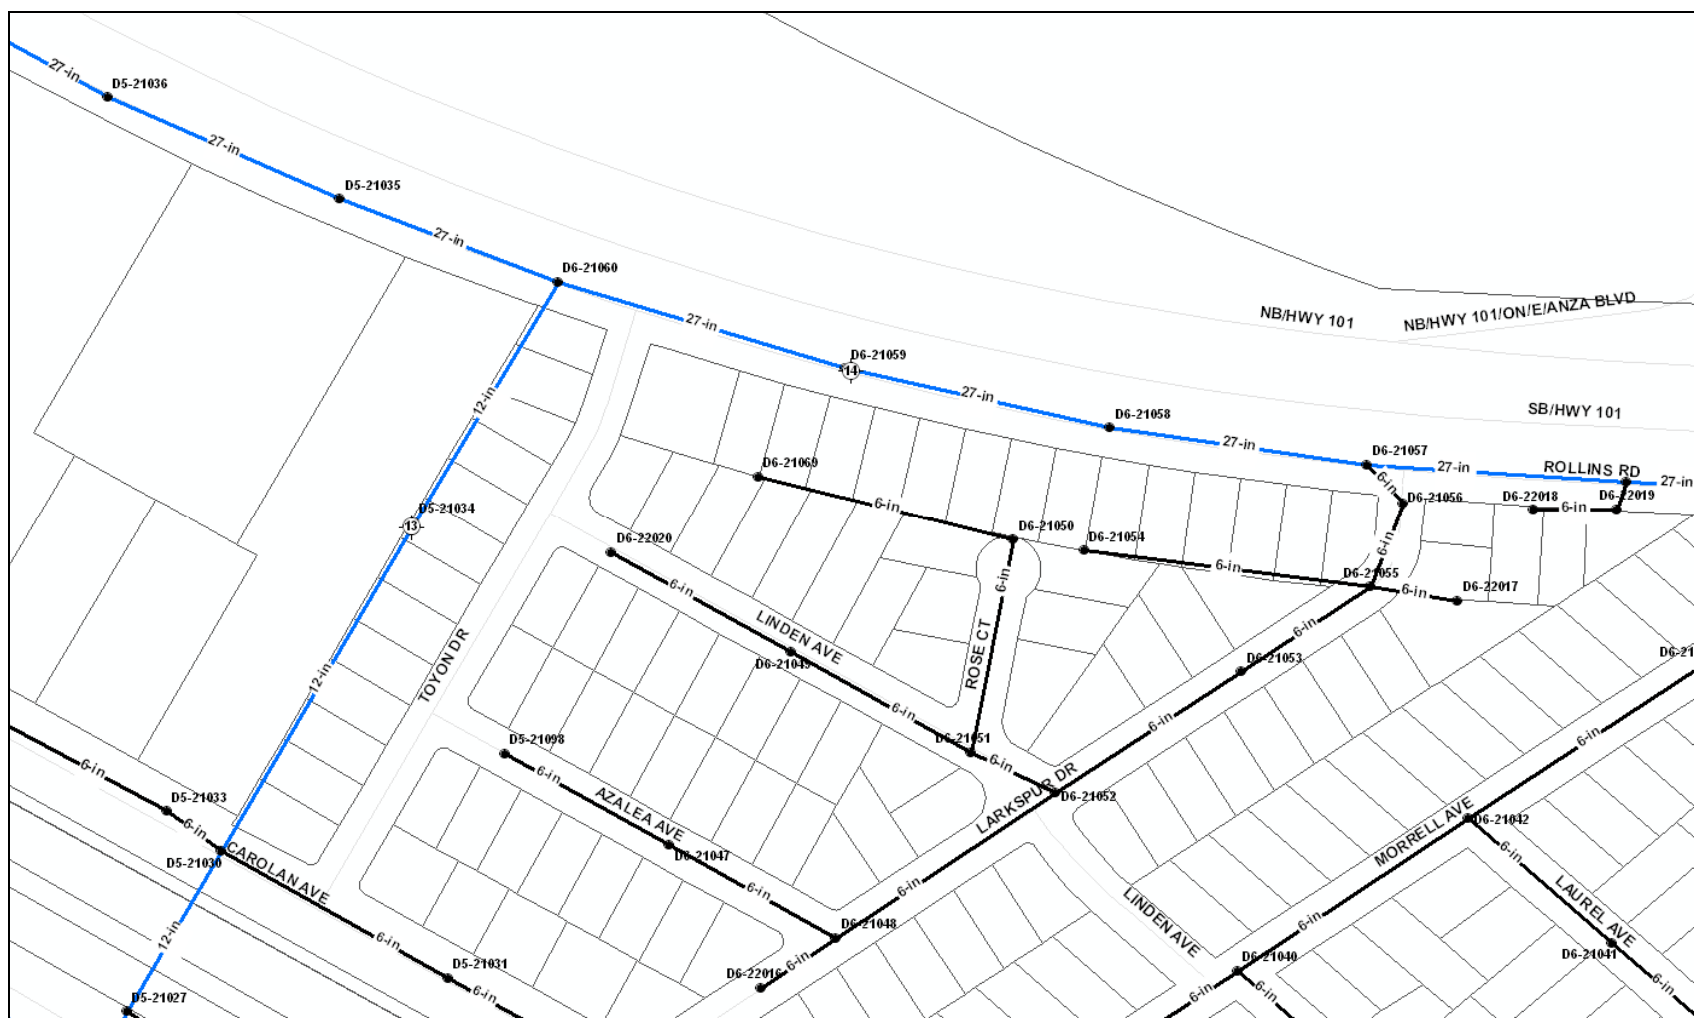 27-in
D5-21036
27-in
D5-21035
27-in
D6-21060
27-in
D6-21059
14
27-in
D6-21058
27-in
D6-21057
27-in
27-in
NB/HWY 101
NB/HWY 101/ON/E/ANZA BLVD
SB/HWY 101
ROLLINS RD
6-in
D6-21056
D6-22018
6-in
D6-22019
12-in
13
D5-21034
12-in
D6-21069
6-in
D6-21050
D6-21054
6-in
6-in
D6-21055
6-in
D6-22017
D6-22020
6-in
LINDEN AVE
D6-21049
6-in
6-in
ROSE CT
D6-21051
6-in
6-in
D6-21053
6-in
D6-21
TOYON DR
LARKSPUR DR
D6-21052
D5-21098
6-in
AZALEA AVE
D6-21047
6-in
6-in
D6-21048
6-in
D6-22016
6-in
D5-21033
6-in
D5-21030
CAROLAN AVE
12-in
6-in
D5-21031
6-in
D5-21027
6-in
MORRELL AVE
D6-21042
6-in
LAUREL AVE
D6-21041
6-in
LINDEN AVE
6-in
D6-21040
6-in
6-in